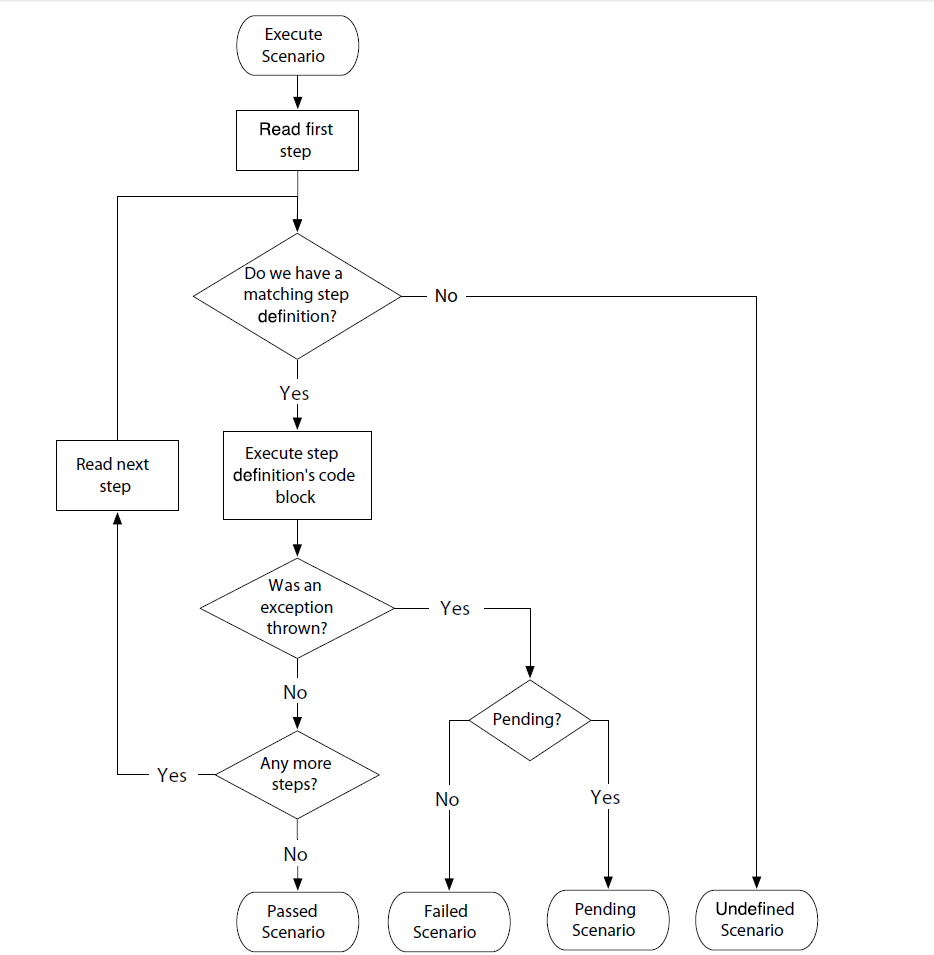 Execute
Scenario
Read first
step
Do we have a
matching step
definition?
No
Yes
Read next
step
Execute step
definition's code
block
Was an
exception
thrown?
Yes
No
Pending?
Any more
steps?
Yes
No
Yes
No
Passed
Scenario
Failed
Scenario
Pending
Scenario
Undefined
Scenario